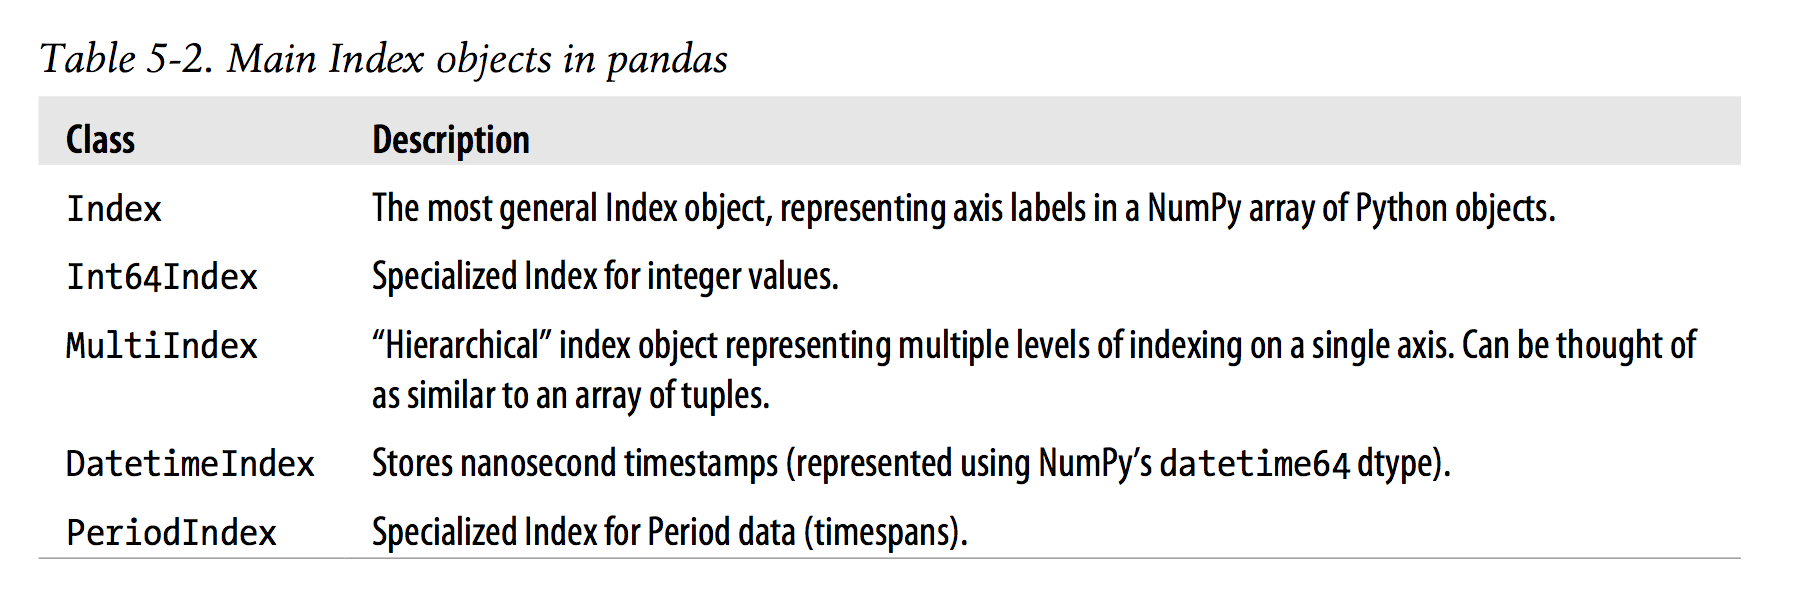 Table 5-2. Main Index objects in pandas
Class Description
Index The most general Index object, representing axis labels in a NumPy array of Python objects.
Int64Index Specialized Index for integer values.
MultiIndex “Hierarchical” index object representing multiple levels of indexing on a single axis. Can be thought of
as similar to an array of tuples.
DatetimeIndex Stores nanosecond timestamps (represented using NumPy’s datetime64 dtype).
PeriodIndex Specialized Index for Period data (timespans).